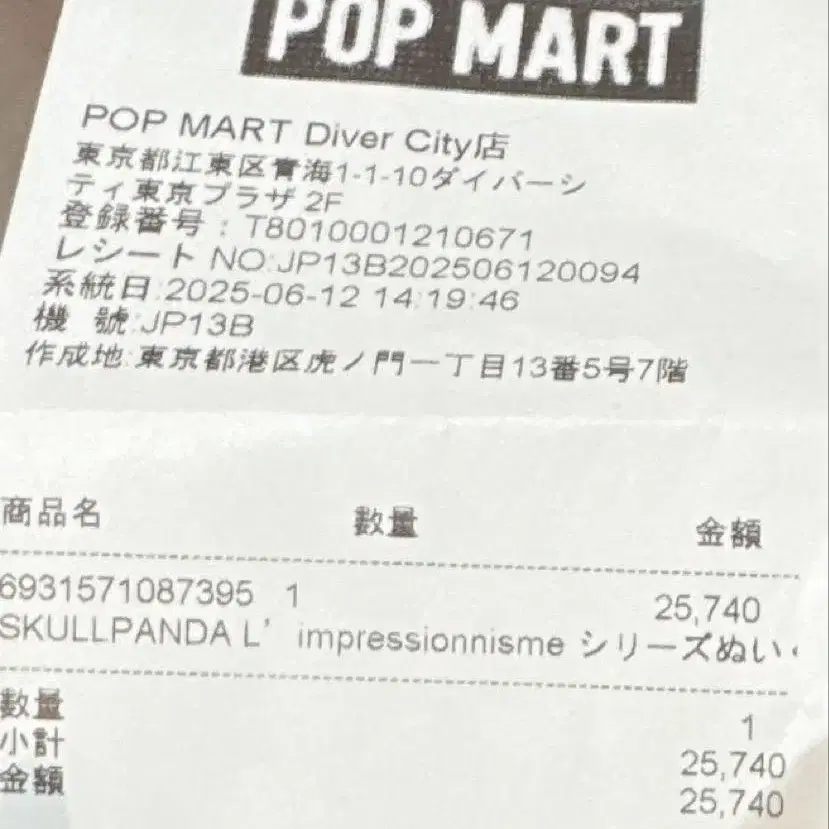 POP MART
POP MART Diver City店
東京都江東区青海1-1-10ダイバーシ
ティ東京プラザ 2F
登録番号：T8010001210671
レシート NO:JP13B202506120094
系統日:2025-06-12 14:19:46
機 號:JP13B
作成地:東京都港区虎ノ門一丁目13番5号7階
商品名 数量 金額
6931571087395 1 25,740
SKULLPANDA L’impressionnisme シリーズぬい
数量 1
小計 25,740
金額 25,740